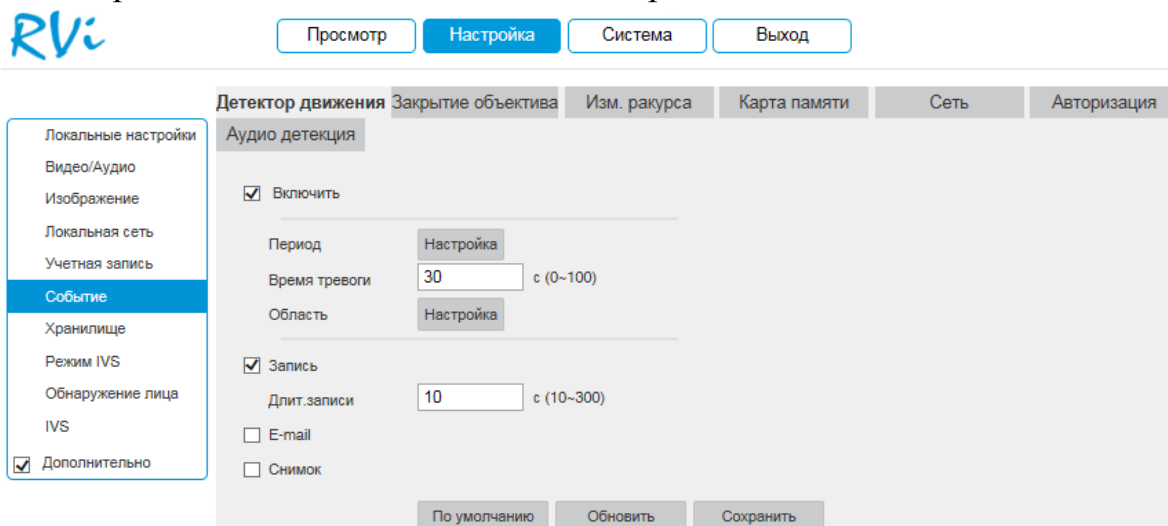 RVi
Просмотр Настройка Система Выход
Детектор движения Закрытие объектива Изм. ракурса Карта памяти Сеть Авторизация
Аудио детекция
Локальные настройки
Видео/Аудио
Изображение
Локальная сеть
Учетная запись
Событие
Хранилище
Режим IVS
Обнаружение лица
IVS
Дополнительно
Включить
Период Настройка
Время тревоги 30 с (0~100)
Область Настройка
Запись
Длит.записи 10 с (10~300)
E-mail
Снимок
По умолчанию Обновить Сохранить